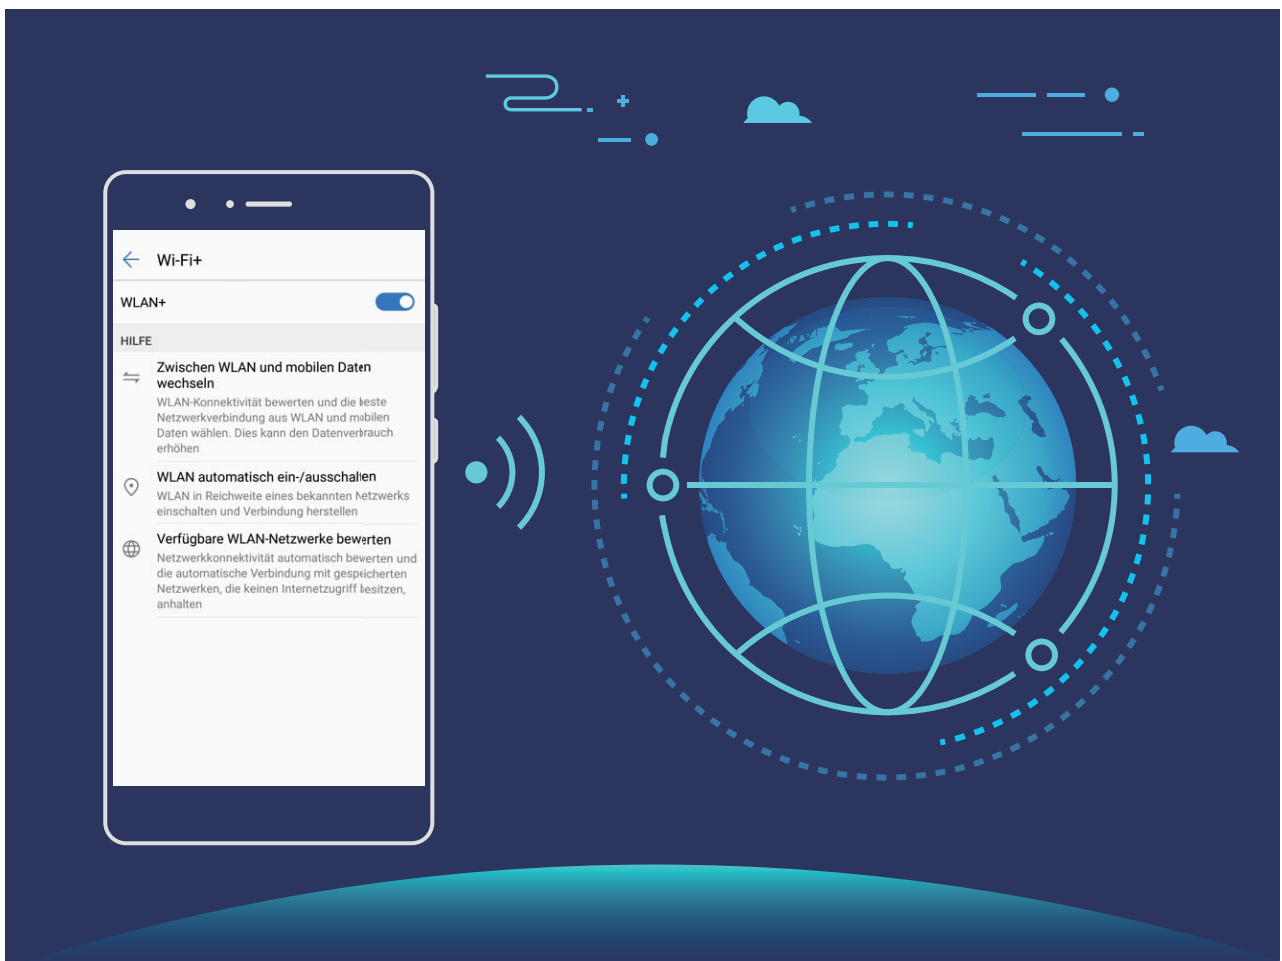 Wi-Fi+
WLAN+
HILFE
Zwischen WLAN und mobilen Daten
wechseln
WLAN-Konnektivität bewerten und die beste
Netzwerkverbindung aus WLAN und mobilen
Daten wählen. Dies kann den Datenverbrauch
erhöhen
WLAN automatisch ein-/ausschalten
WLAN in Reichweite eines bekannten Netzwerks
einschalten und Verbindung herstellen
Verfügbare WLAN-Netzwerke bewerten
Netzwerkkonnektivität automatisch bewerten und
die automatische Verbindung mit gespeicherten
Netzwerken, die keinen Internetzugriff besitzen,
anhalten